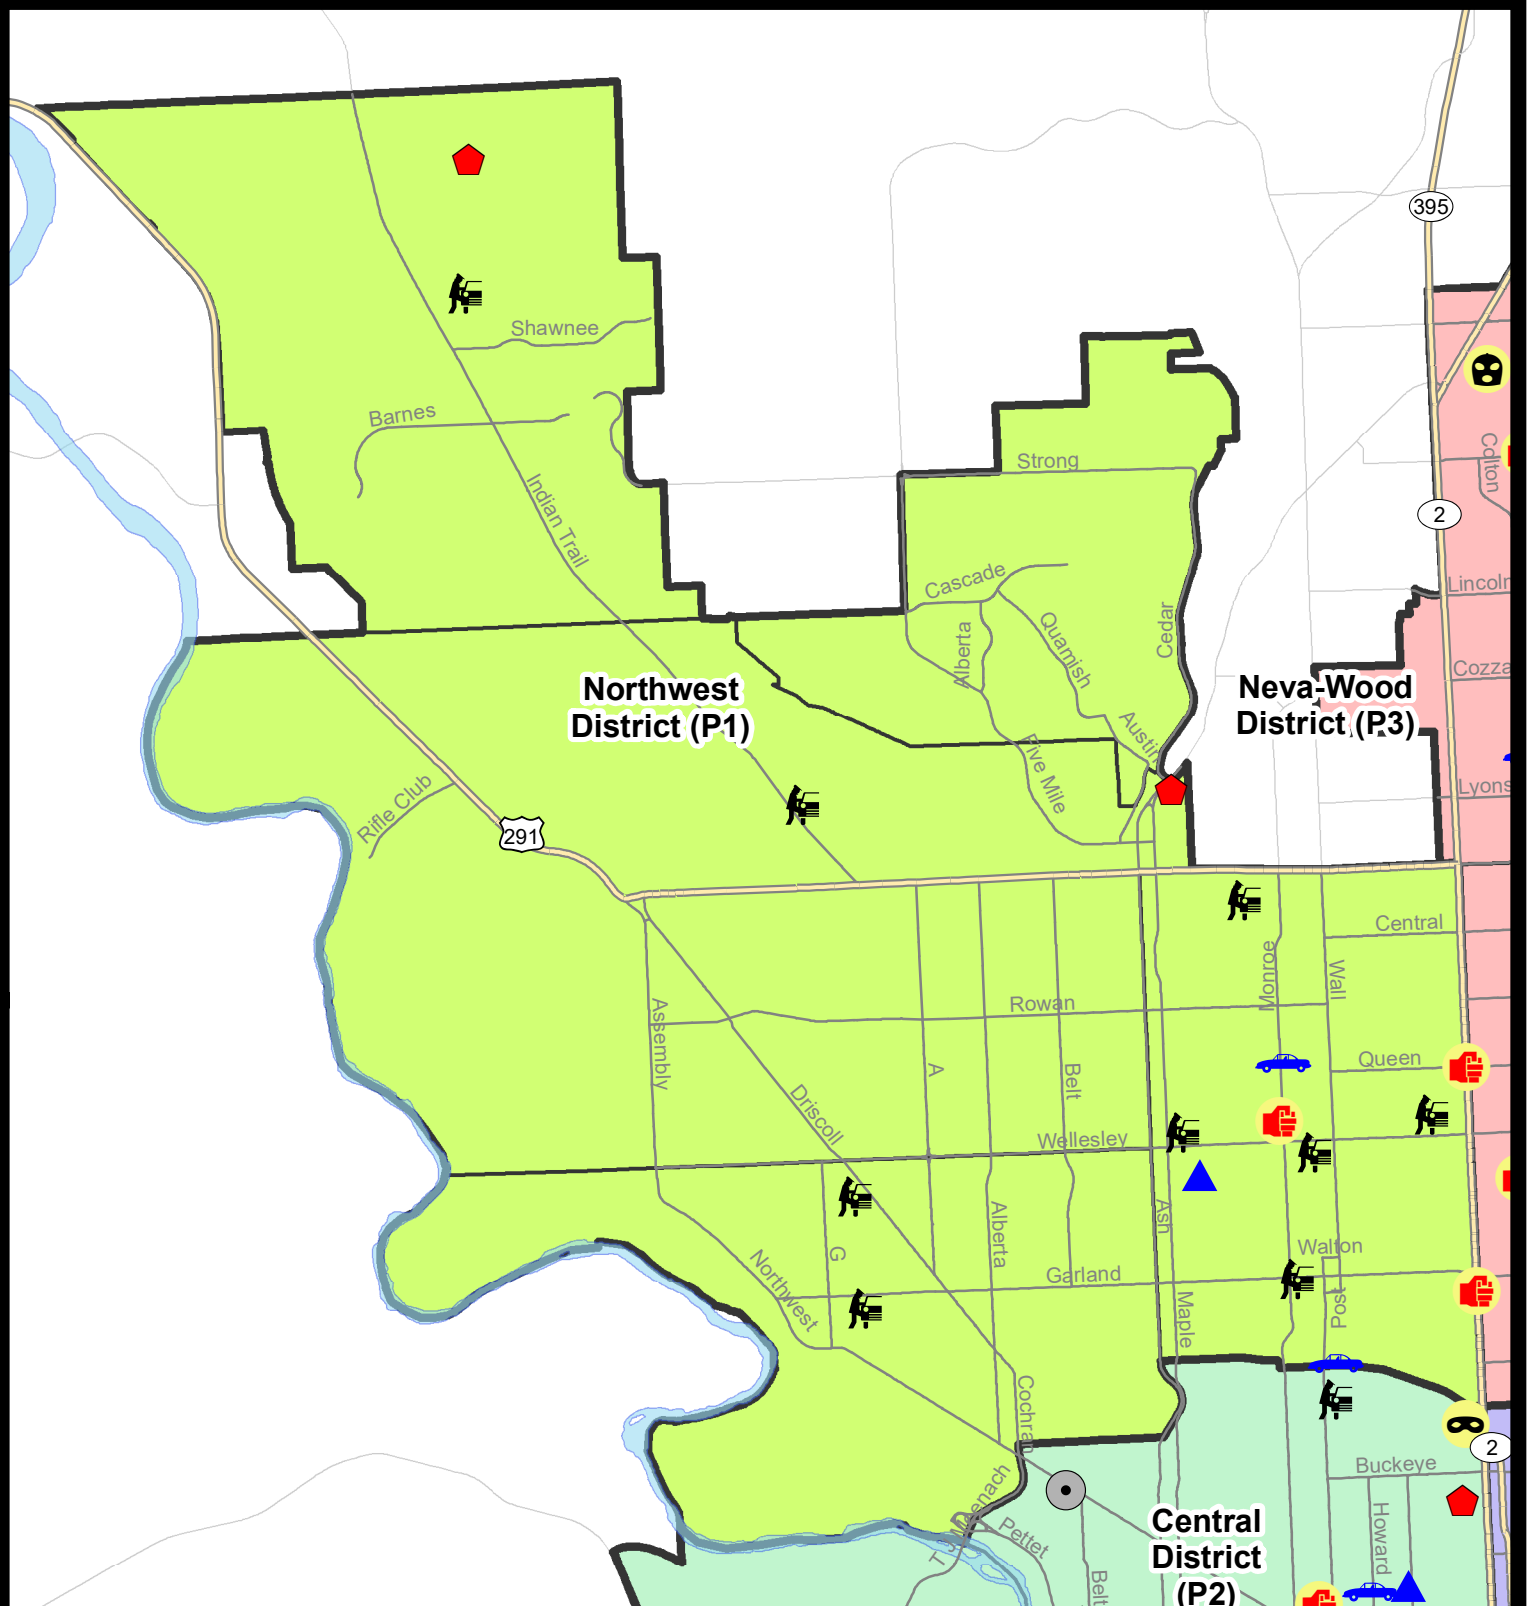 395
Shawnee
Barnes
Colton
Strong
Indian Trail
2
Cascade
Lincoln
Alberta
Quamish
Cedar
Cozza
Northwest
District (P1)
Neva-Wood
District (P3)
Austin
Five Mile
Lyons
Rifle Club
291
Central
Monroe
Wall
Rowan
Assembly
A
Belt
Queen
Driscoll
Wellesley
Ash
Alberta
G
Northwest
Walton
Garland
Maple
Post
Cochran
2
Buckeye
Howard
Pettet
Central
District
(P2)
Belt